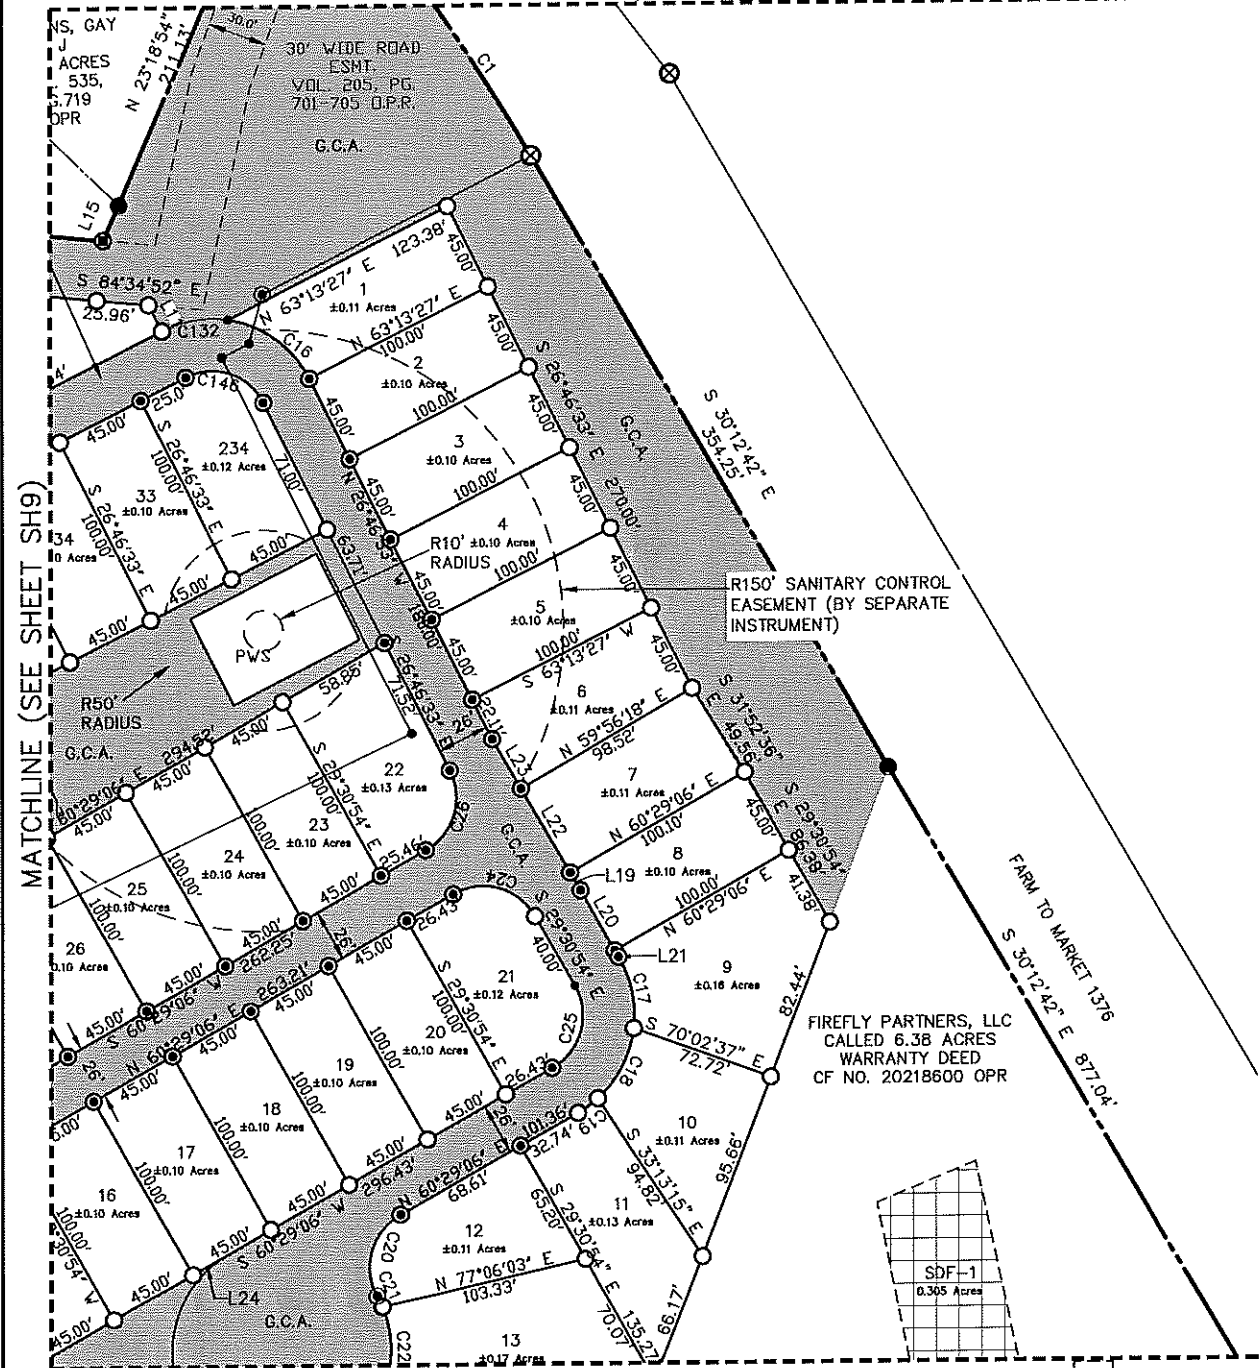 NS, GAY
J
ACRES
535,
G.719
OPR
N 23°18'54"
211.13'
30.0'
30' WIDE ROAD
ESMT.
VOL. 205, PG.
701-705 O.P.R.
G.C.A.
C1
L15
S 84°34'52" E
25.96'
C132
C16
C146
N 63°13'27" E 123.38'
1
±0.11 Acres
45.00'
N 63°13'27" E
100.00'
2
±0.10 Acres
45.00'
45.00'
100.00'
S 26°46'33" E 270.00'
G.C.A.
S 30°12'42" E
354.25'
3
±0.10 Acres
45.00'
45.00'
100.00'
N 26°46'33" W
188.00'
4
±0.10 Acres
45.00'
45.00'
100.00'
R10'
RADIUS
R150' SANITARY CONTROL
EASEMENT (BY SEPARATE
INSTRUMENT)
5
±0.10 Acres
45.00'
45.00'
100.00'
S 63°13'27" W
6
±0.11 Acres
22.11'
26'
L23
N 59°56'18" E
98.52'
S 31°52'36"
E 49.56'
7
±0.11 Acres
L22
N 60°29'06" E
100.10'
S 29°30'54"
E 86.38'
45.00'
8
±0.10 Acres
L19
L20
L21
100.00'
N 60°29'06" E
41.38'
9
±0.16 Acres
C17
82.44'
S 70°02'37" E
72.72'
C18
C19
10
±0.11 Acres
95.66'
S 33°13'15" E
94.82'
11
±0.13 Acres
101.36'
32.74'
N 60°29'06" E
68.61'
65.20'
S 29°30'54" E 135.27'
70.07'
66.17'
12
±0.11 Acres
N 77°06'03" E
103.33'
C20
C21
C22
13
±0.17 Acres
G.C.A.
L24
4'
25.0'
45.00'
234
±0.12 Acres
71.00'
S 26°46'33" E
100.00'
33
±0.10 Acres
S 26°46'33" E
100.00'
34
0 Acres
45.00'
45.00'
45.00'
63.71'
PWS
R50'
RADIUS
G.C.A.
58.85'
S 26°46'33" E
71.52'
60°29'06" E 294.52'
45.00'
45.00'
45.00'
S 29°30'54" E
100.00'
22
±0.13 Acres
C26
25.46'
23
±0.10 Acres
100.00'
45.00'
24
±0.10 Acres
100.00'
45.00'
25
±0.10 Acres
100.00'
45.00'
26
0.10 Acres
S 60°29'06" W 262.25'
26'
26'
N 60°29'06" E 263.21'
45.00'
45.00'
45.00'
26.43'
C24
G.C.A.
S 29°30'54" E
40.00'
21
±0.12 Acres
C25
26.43'
26'
S 29°30'54" E
100.00'
20
±0.10 Acres
100.00'
45.00'
19
±0.10 Acres
100.00'
45.00'
18
±0.10 Acres
100.00'
45.00'
17
±0.10 Acres
100.00'
45.00'
16
±0.10 Acres
100.00'
°30'54" W
45.00'
S 60°29'06" W 296.43'
MATCHLINE (SEE SHEET SH9)
FARM TO MARKET 1376
S 30°12'42" E 877.04'
FIREFLY PARTNERS, LLC
CALLED 6.38 ACRES
WARRANTY DEED
CF NO. 20218600 OPR
SDF-1
0.305 Acres